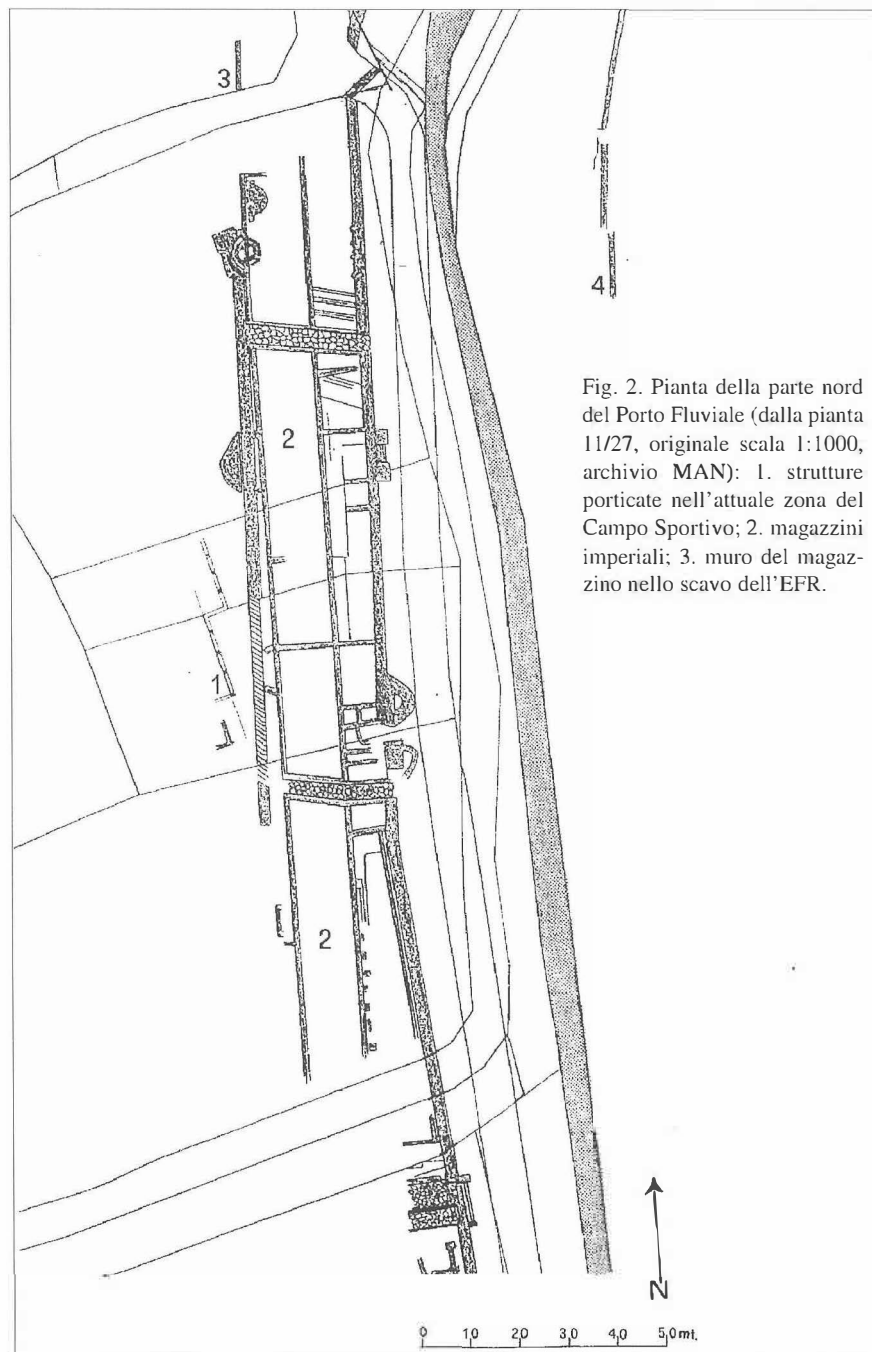 3
4
Fig. 2. Pianta della parte nord
del Porto Fluviale (dalla pianta
11/27, originale scala 1:1000,
archivio MAN): 1. strutture
porticate nell'attuale zona del
Campo Sportivo; 2. magazzini
imperiali; 3. muro del magaz-
zino nello scavo dell'EFR.
2
1
2
N
0 10 20 30 40 50 mt.